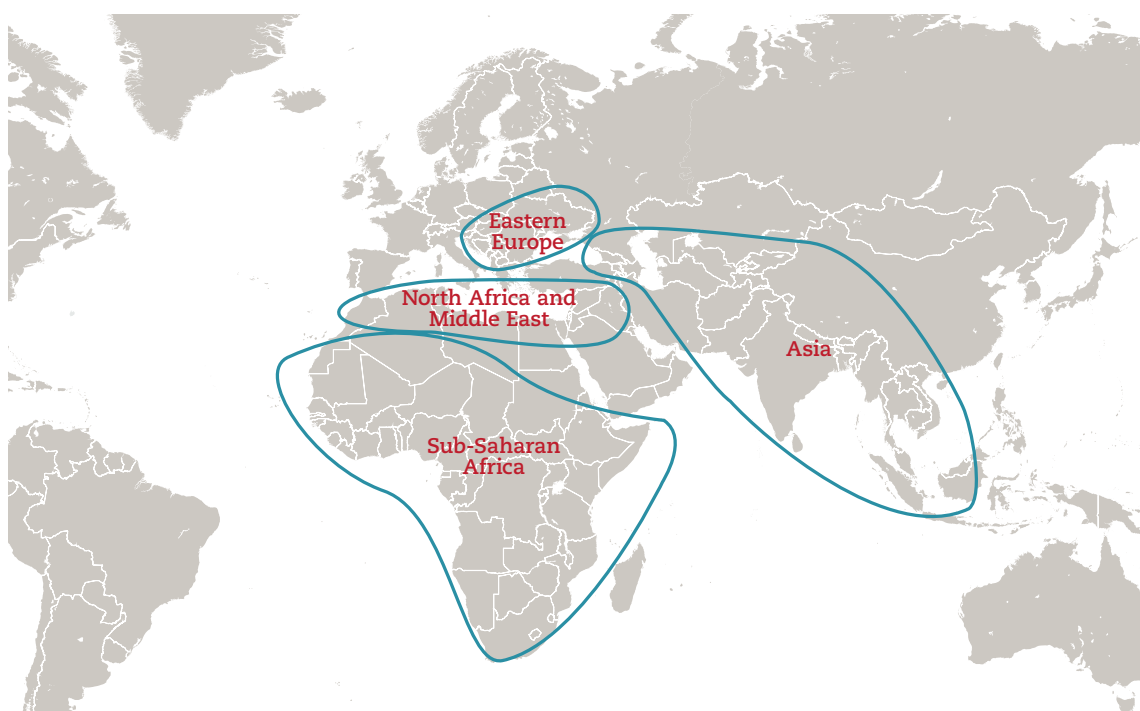 Eastern
Europe
North Africa and
Middle East
Asia
Sub-Saharan
Africa